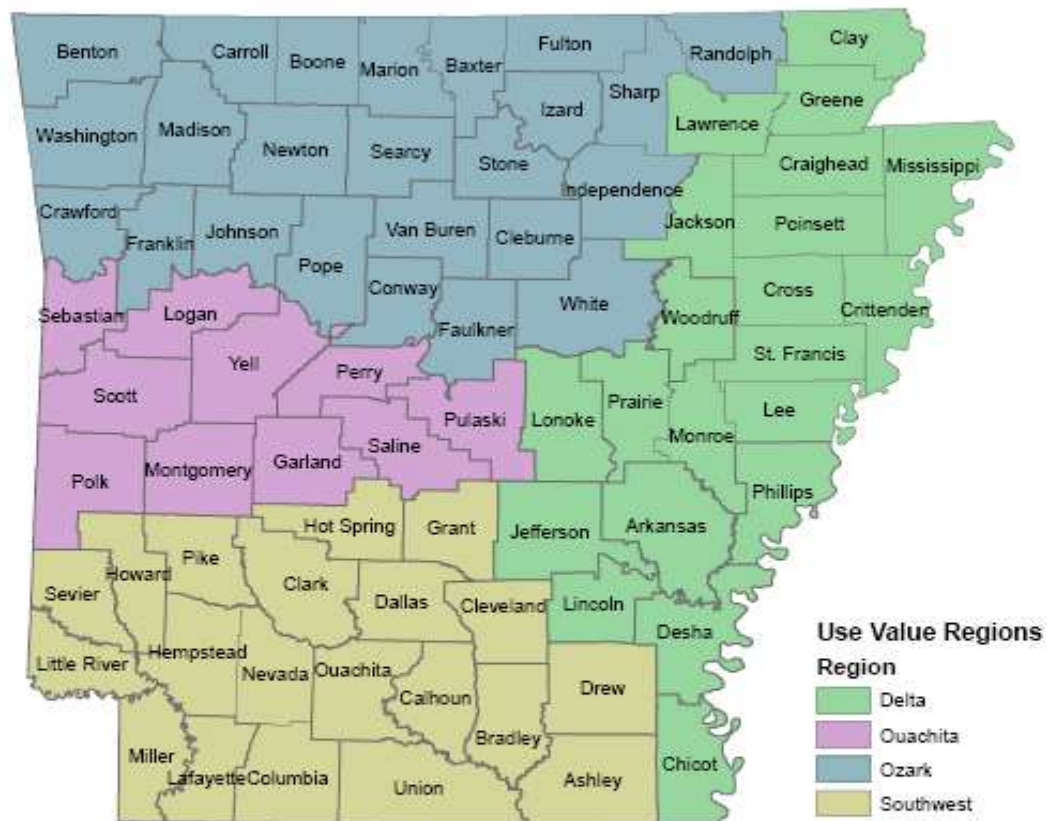 Benton
Carroll
Boone
Marion
Baxter
Fulton
Randolph
Clay
Sharp
Izard
Greene
Lawrence
Washington
Madison
Newton
Searcy
Stone
Craighead
Mississippi
Independence
Crawford
Franklin
Johnson
Van Buren
Cleburne
Jackson
Poinsett
Pope
Conway
Faulkner
White
Woodruff
Cross
Crittenden
Sebastian
Logan
Yell
Perry
St. Francis
Scott
Pulaski
Lonoke
Prairie
Lee
Monroe
Saline
Polk
Montgomery
Garland
Phillips
Hot Spring
Grant
Jefferson
Arkansas
Howard
Pike
Clark
Sevier
Dallas
Cleveland
Lincoln
Desha
Little River
Hempstead
Nevada
Ouachita
Calhoun
Drew
Bradley
Miller
Lafayette
Columbia
Union
Ashley
Chicot
Use Value Regions
Region
Delta
Ouachita
Ozark
Southwest